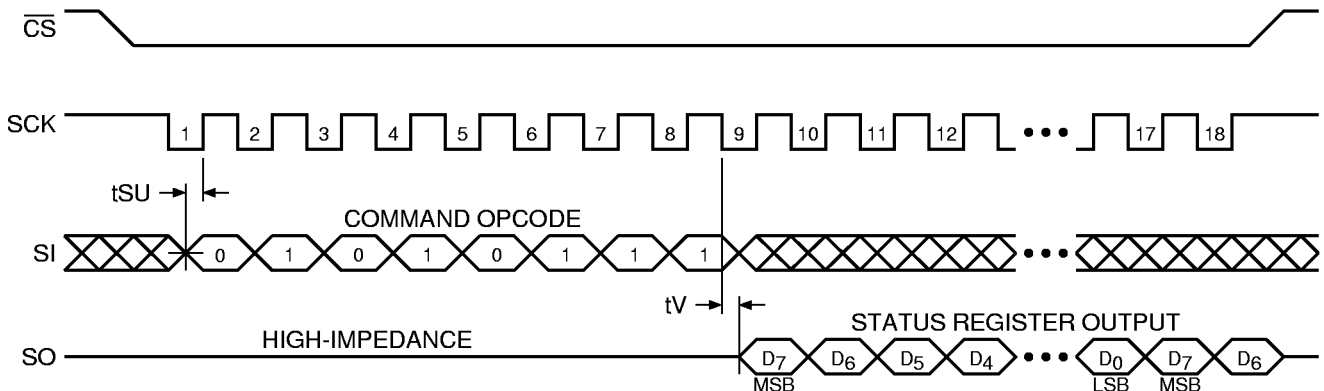 CS
SCK 1 2 3 4 5 6 7 8 9 10 11 12 17 18
tSU
COMMAND OPCODE
SI 0 1 0 1 0 1 1 1
tV
HIGH-IMPEDANCE
STATUS REGISTER OUTPUT
SO D7 D6 D5 D4 D0 D7 D6
MSB LSB MSB